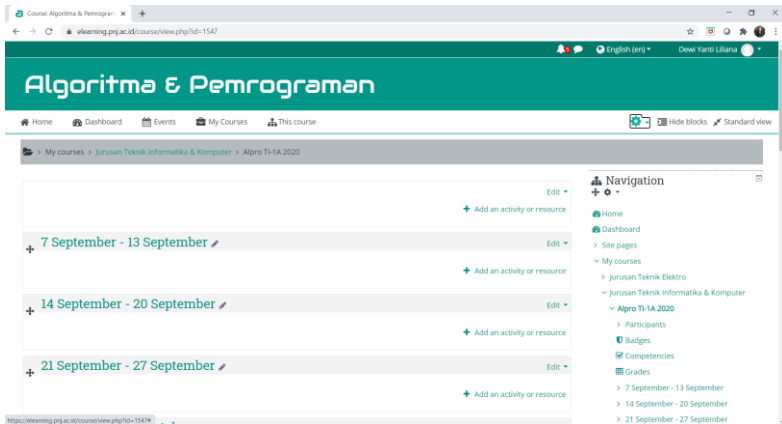 Course: Algoritma & Pemrogram
elearning.pnj.ac.id/course/view.php?id=1547
English (en)
Dewi Yanti Liliana
Algoritma & Pemrograman
Home Dashboard Events My Courses This course
Hide blocks Standard view
> My courses > Jurusan Teknik Informatika & Komputer > Alpro TI-1A 2020
Edit
+ Add an activity or resource
7 September - 13 September
Edit
+ Add an activity or resource
14 September - 20 September
Edit
+ Add an activity or resource
21 September - 27 September
Edit
+ Add an activity or resource
Navigation
Home
Dashboard
> Site pages
My courses
> Jurusan Teknik Elektro
Jurusan Teknik Informatika & Komputer
Alpro TI-1A 2020
> Participants
Badges
Competencies
Grades
> 7 September - 13 September
> 14 September - 20 September
> 21 September - 27 September
https://elearning.pnj.ac.id/course/view.php?id=1547#